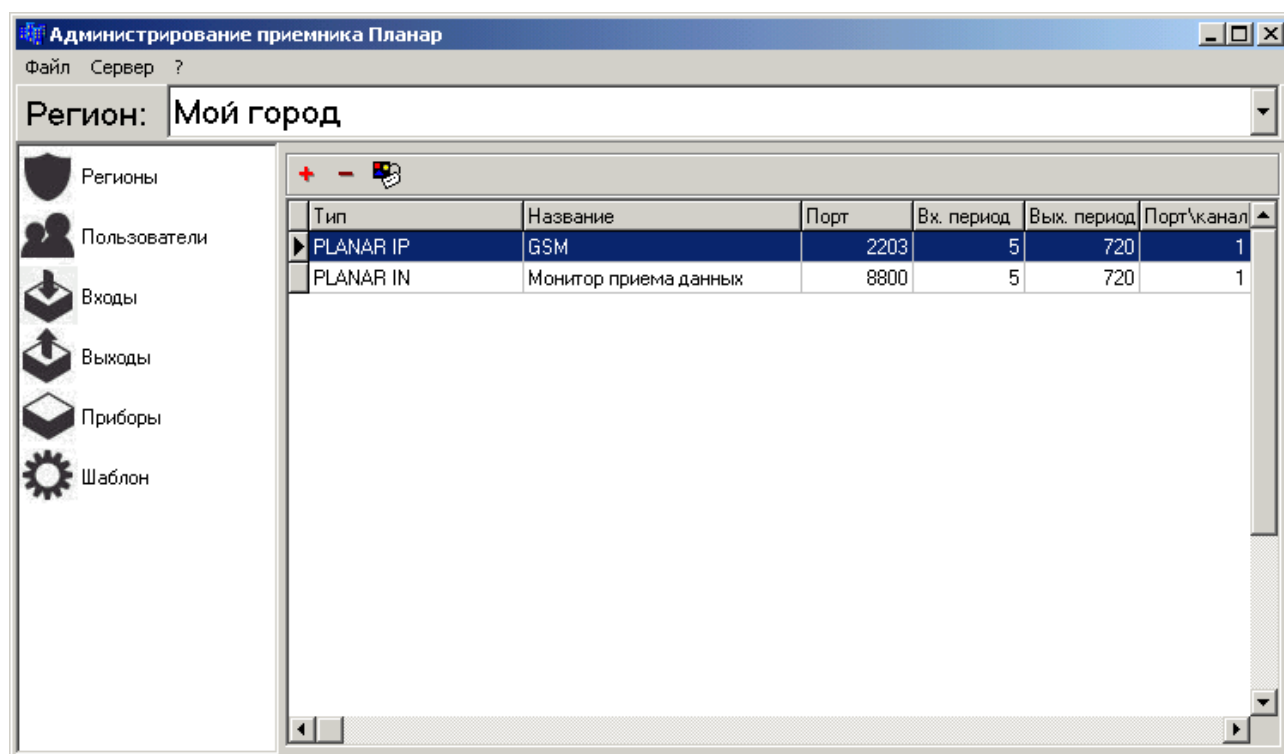 Администрирование приемника Планар
Файл Сервер ?
Регион: Мой город
Регионы
Пользователи
Входы
Выходы
Приборы
Шаблон
Тип Название Порт Вх. период Вых. период Порт\канал
PLANAR IP GSM 2203 5 720 1
PLANAR IN Монитор приема данных 8800 5 720 1